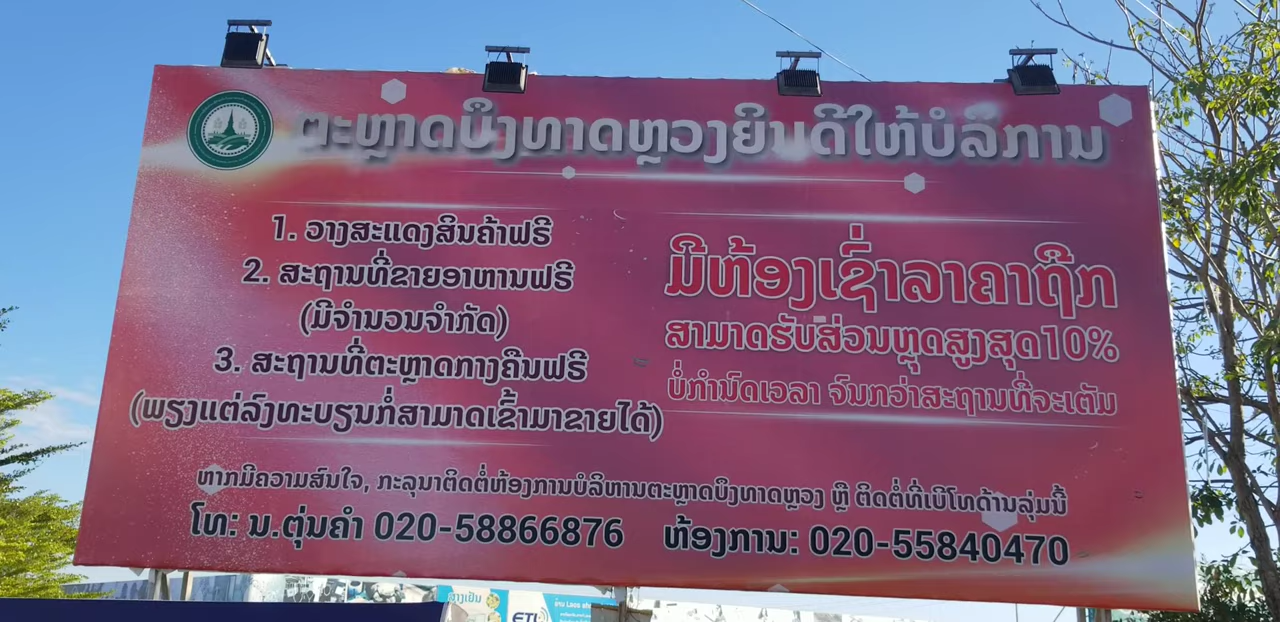 ຕະຫຼາດບຶງທາດຫຼວງຍິນດີໃຫ້ບໍລິການ
1. ວາງສະແດງສິນຄ້າຟຣີ
2. ສະຖານທີ່ຂາຍອາຫານຟຣີ
(ມີຈຳນວນຈຳກັດ)
3. ສະຖານທີ່ຕະຫຼາດກາງຄືນຟຣີ
(ພຽງແຕ່ລົງທະບຽນກໍ່ສາມາດເຂົ້າມາຂາຍໄດ້)
ມີຫ້ອງເຊົ່າລາຄາຖືກ
ສາມາດຮັບສ່ວນຫຼຸດສູງສຸດ10%
ບໍ່ກຳນົດເວລາ ຈົນກວ່າສະຖານທີ່ຈະເຕັມ
ຫາກມີຄວາມສົນໃຈ, ກະລຸນາຕິດຕໍ່ຫ້ອງການບໍລິຫານຕະຫຼາດບຶງທາດຫຼວງ ຫຼື ຕິດຕໍ່ທີ່ເບີໂທດ້ານລຸ່ມນີ້
ໂທ: ນ.ຕຸ່ນຄຳ 020-58866876 ຫ້ອງການ: 020-55840470
ETL